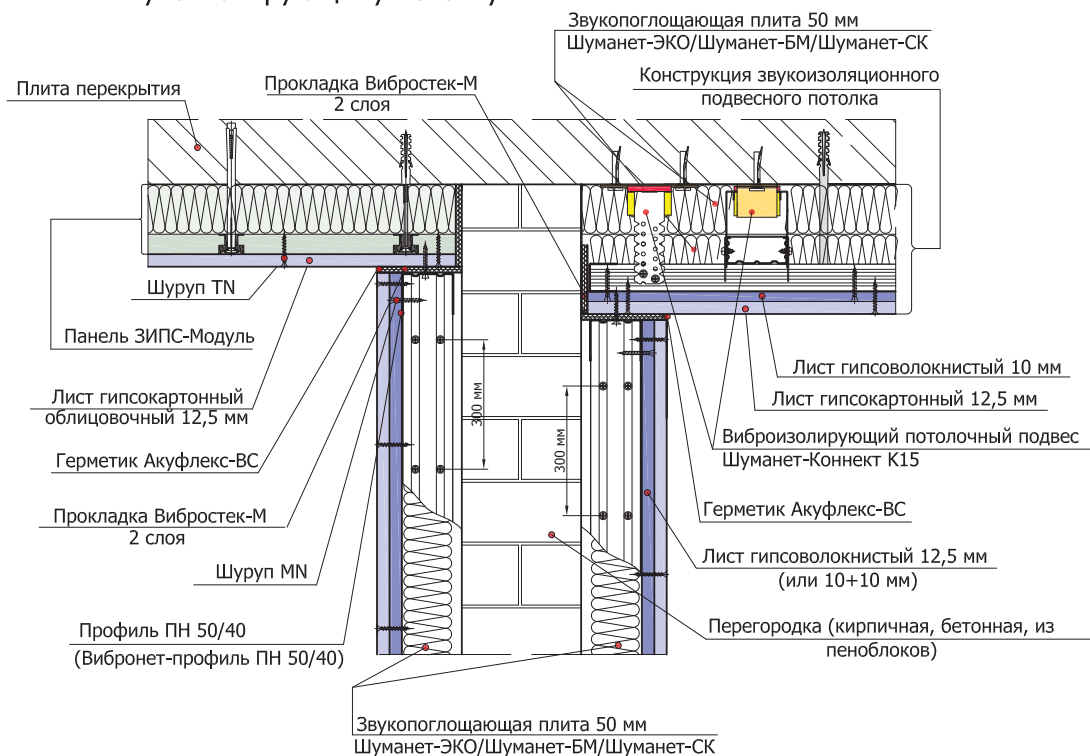 Звукопоглощающая плита 50 мм
Шуманет-ЭКО/Шуманет-БМ/Шуманет-СК
Плита перекрытия
Прокладка Вибростек-М
2 слоя
Конструкция звукоизоляционного
подвесного потолка
Шуруп TN
Панель ЗИПС-Модуль
Лист гипсокартонный
облицовочный 12,5 мм
Герметик Акуфлекс-ВС
Прокладка Вибростек-М
2 слоя
Шуруп MN
Профиль ПН 50/40
(Вибронет-профиль ПН 50/40)
300 мм
300 мм
Лист гипсоволокнистый 10 мм
Лист гипсокартонный 12,5 мм
Виброизолирующий потолочный подвес
Шуманет-Коннект К15
Герметик Акуфлекс-ВС
Лист гипсоволокнистый 12,5 мм
(или 10+10 мм)
Перегородка (кирпичная, бетонная, из
пеноблоков)
Звукопоглощающая плита 50 мм
Шуманет-ЭКО/Шуманет-БМ/Шуманет-СК